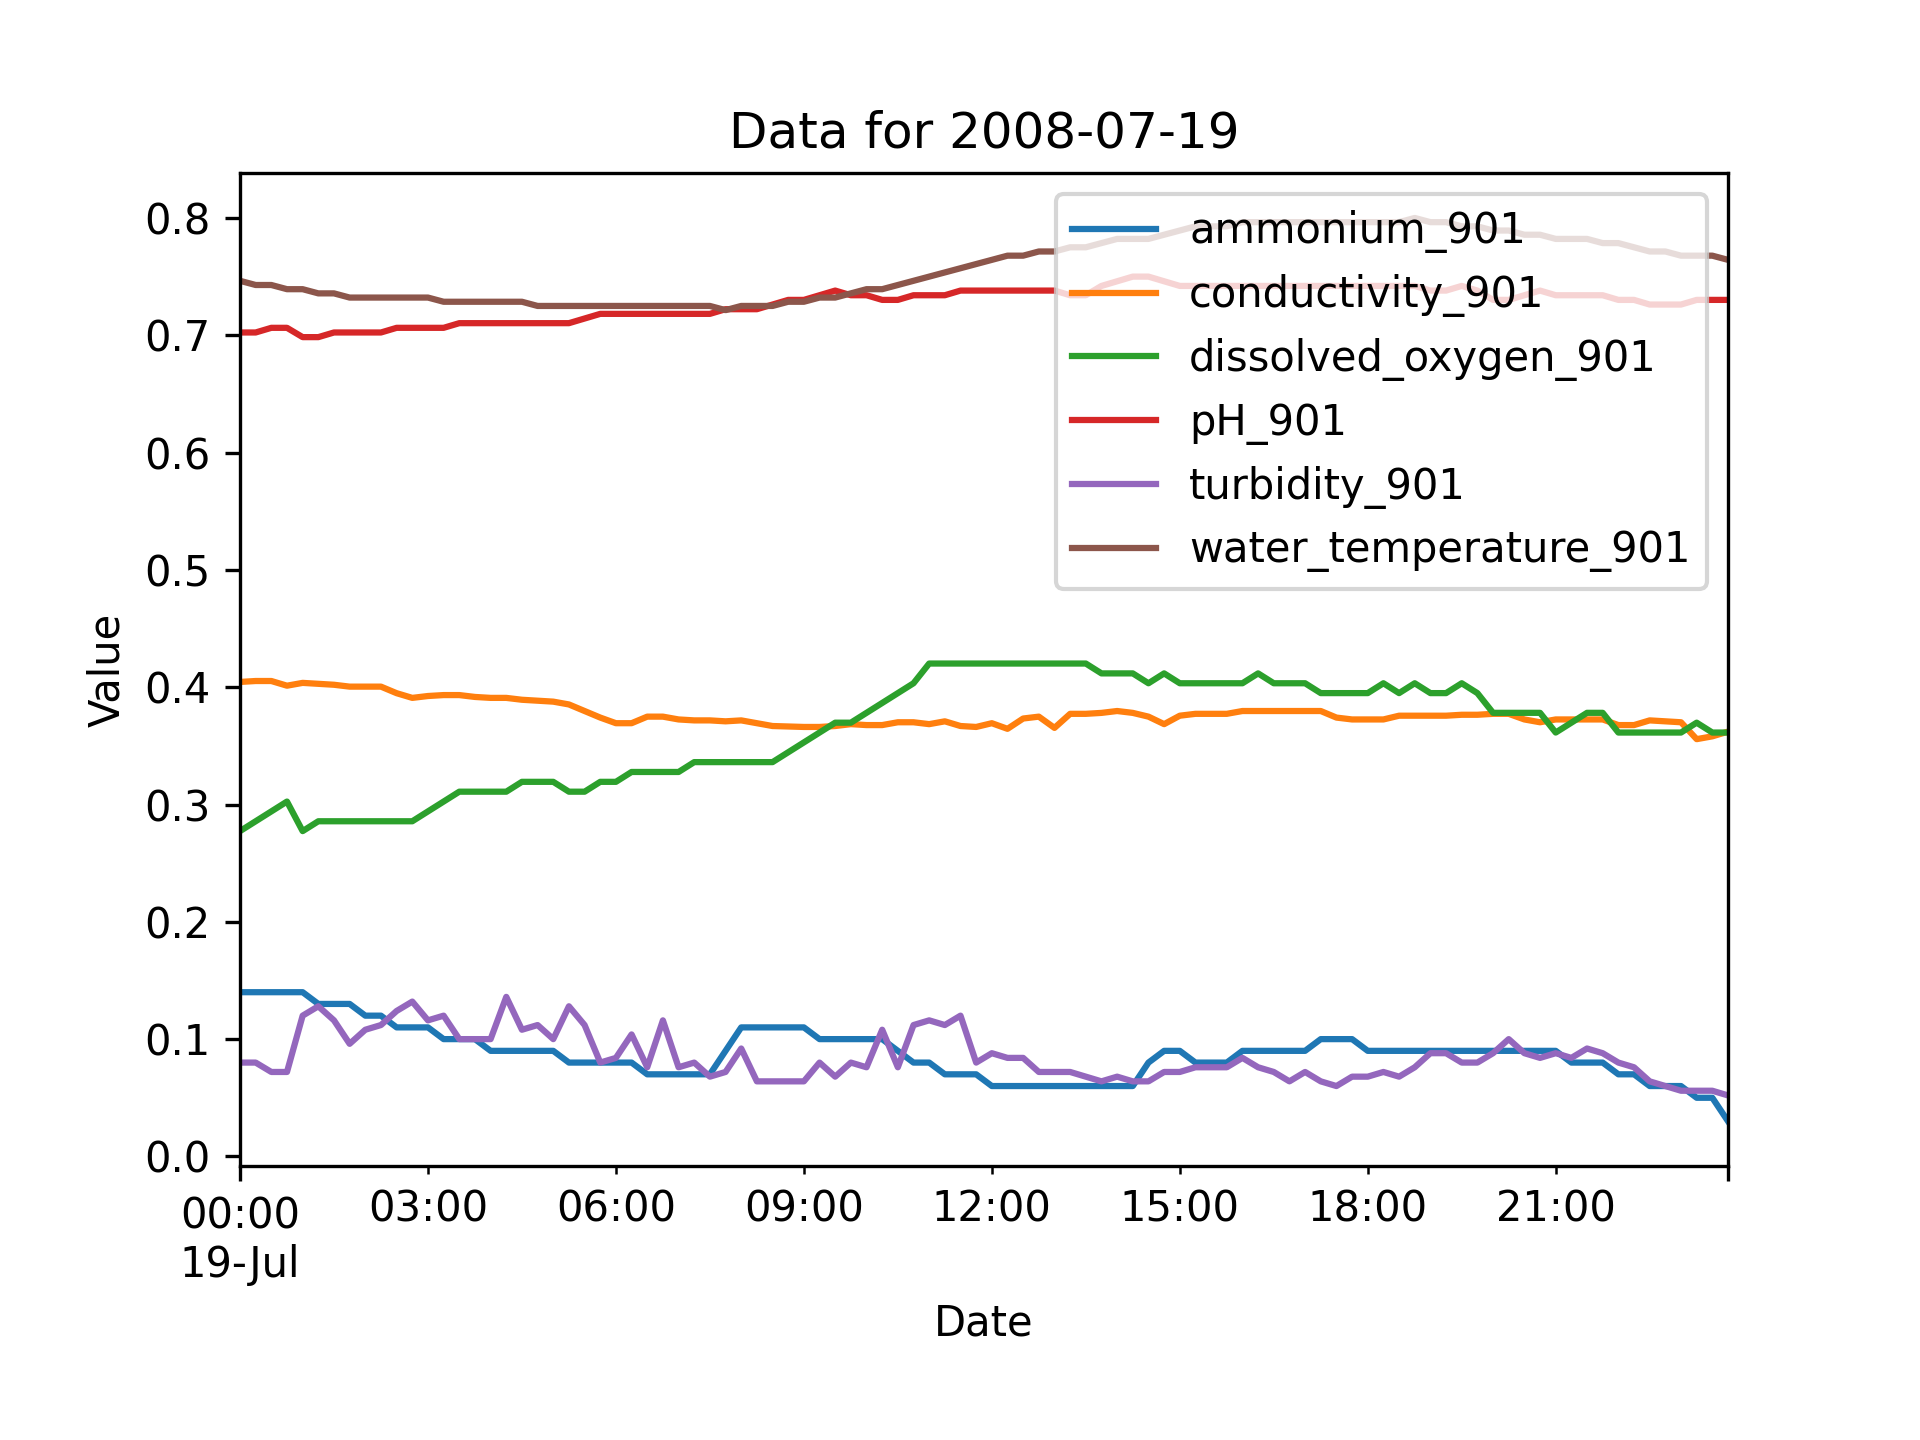 Data for 2008-07-19
ammonium_901
conductivity_901
dissolved_oxygen_901
pH_901
turbidity_901
water_temperature_901
Value
0.8
0.7
0.6
0.5
0.4
0.3
0.2
0.1
0.0
00:00 03:00 06:00 09:00 12:00 15:00 18:00 21:00
19-Jul
Date